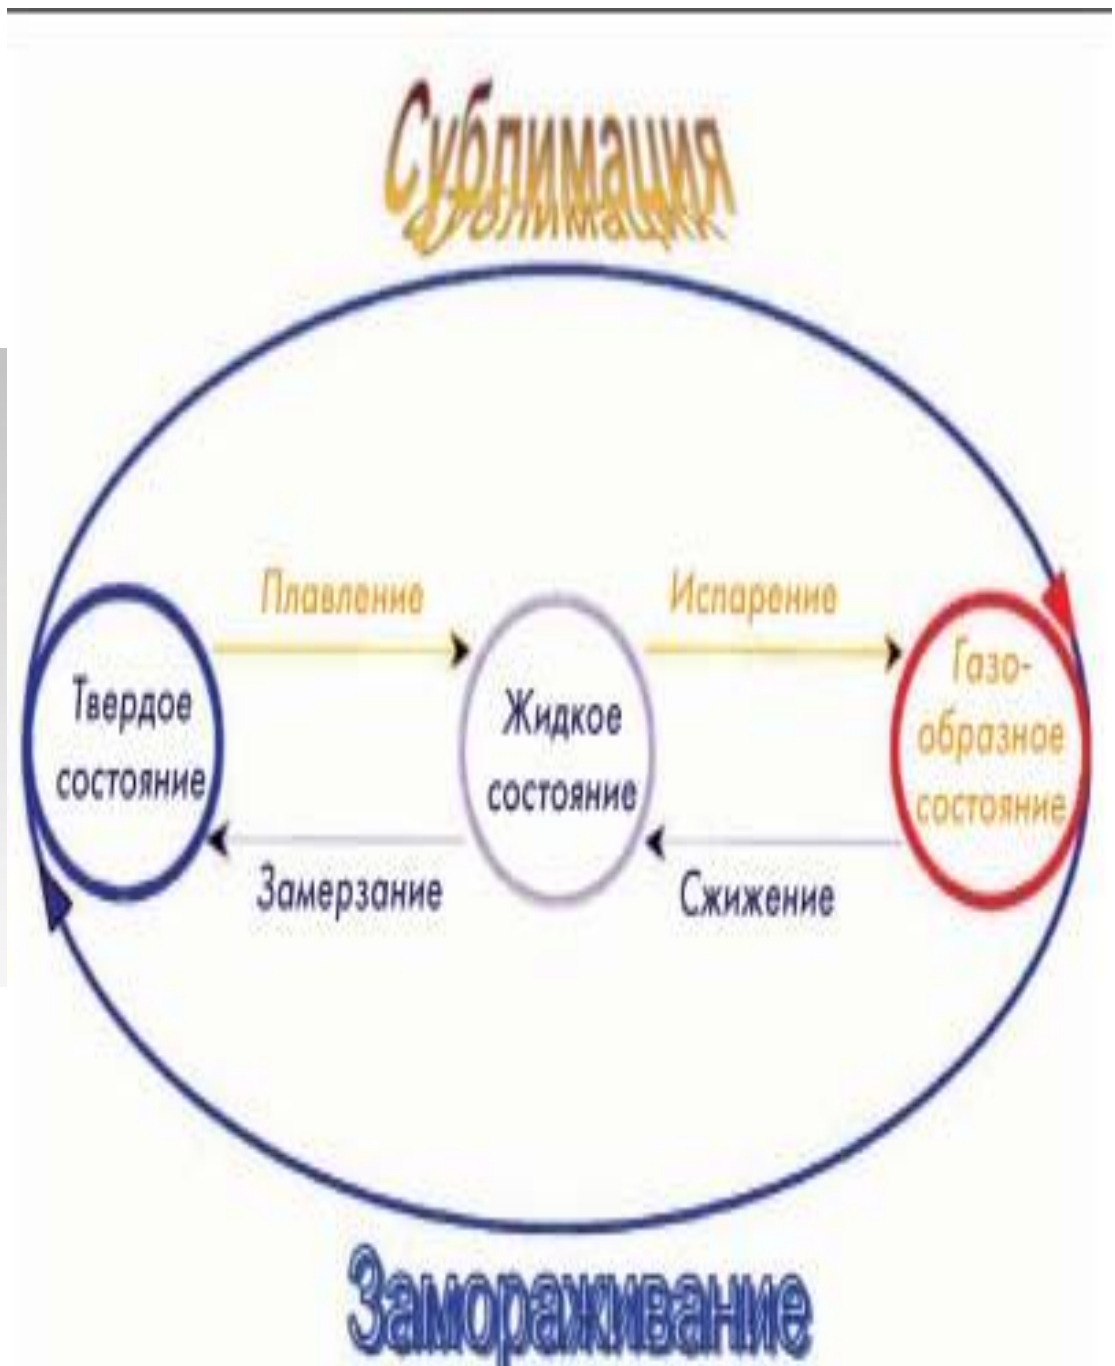 Сублимация
Плавление
Испарение
Твердое
состояние
Жидкое
состояние
Газо-
образное
состояние
Замерзание
Сжижение
Замораживание